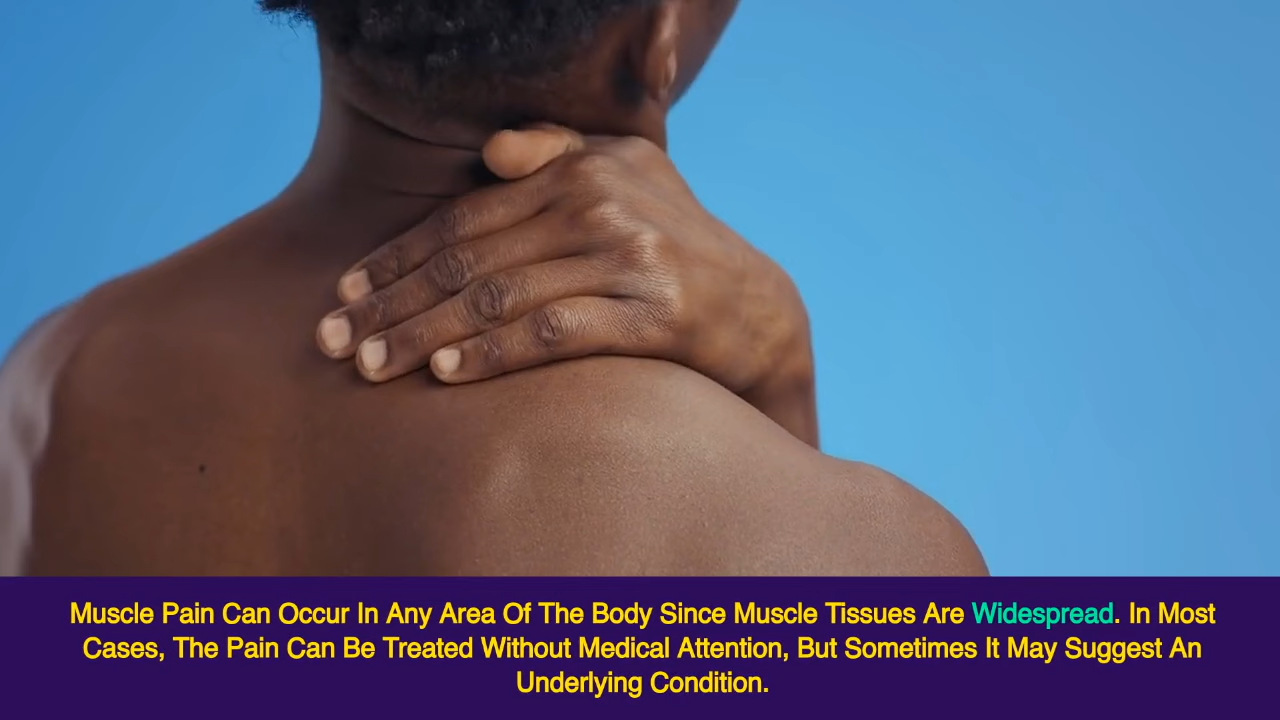 Muscle Pain Can Occur In Any Area Of The Body Since Muscle Tissues Are Widespread. In Most
Cases, The Pain Can Be Treated Without Medical Attention, But Sometimes It May Suggest An
Underlying Condition.